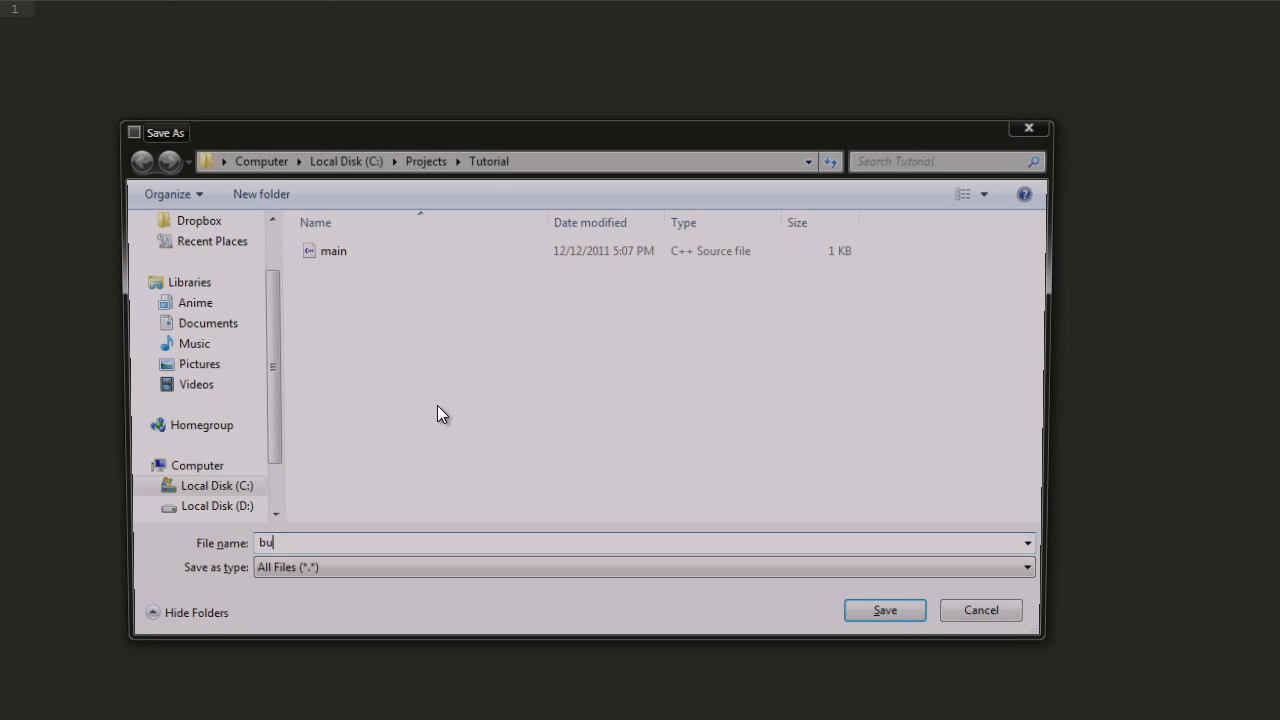 1
Save As
Computer Local Disk (C:) Projects Tutorial
Search Tutorial
Organize New folder
Name Date modified Type Size
main 12/12/2011 5:07 PM C++ Source file 1 KB
Dropbox
Recent Places
Libraries
Anime
Documents
Music
Pictures
Videos
Homegroup
Computer
Local Disk (C:)
Local Disk (D:)
File name: bu
Save as type: All Files (*.*)
Hide Folders
Save Cancel